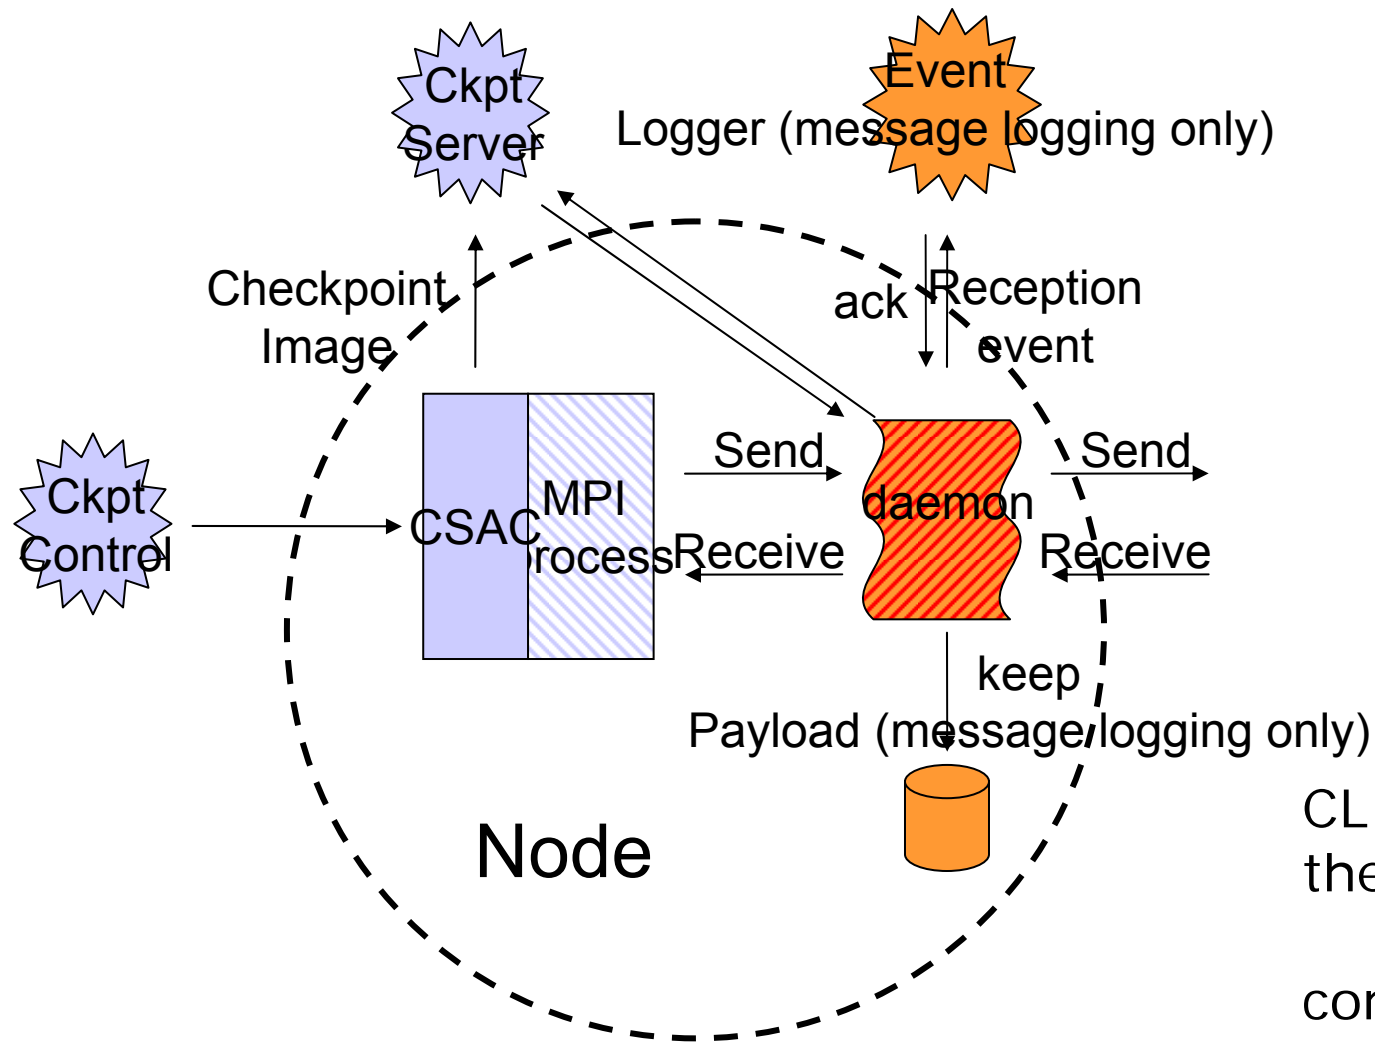 Ckpt
Server
Event
Logger (message logging only)
Checkpoint
Image
ack
Reception
event
Ckpt
Control
CSAC
MPI
process
Send
Receive
daemon
Send
Receive
keep
Payload (message logging only)
Node
CL
the